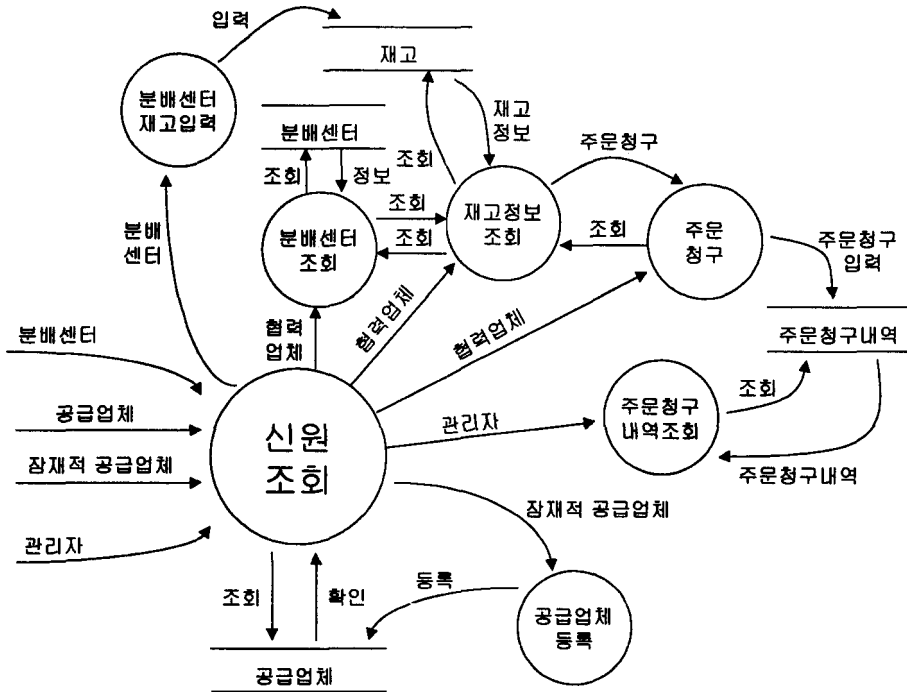 입력
재고
분배센터
재고입력
재고
정보
분배센터
조회
주문청구
조회
정보
분배
센터
조회
재고정보
조회
분배센터
조회
조회
조회
주문
청구
주문청구
입력
협력업체
협력
업체
협력업체
주문청구내역
분배센터
조회
공급업체
신원
조회
관리자
주문청구
내역조회
잠재적 공급업체
주문청구내역
잠재적 공급업체
관리자
조회
확인
등록
공급업체
등록
공급업체